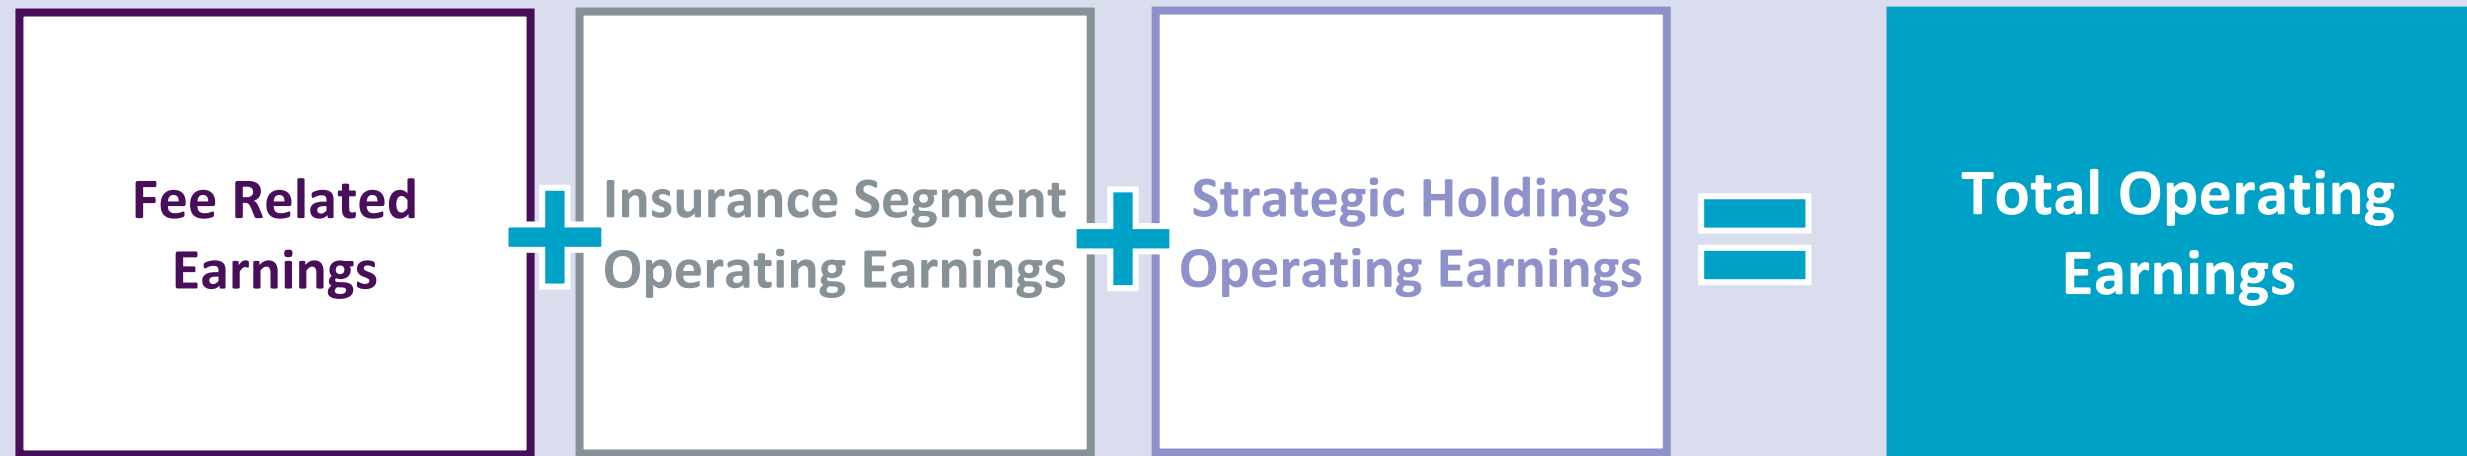 Fee Related
Earnings
Insurance Segment
Operating Earnings
Strategic Holdings
Operating Earnings
Total Operating
Earnings